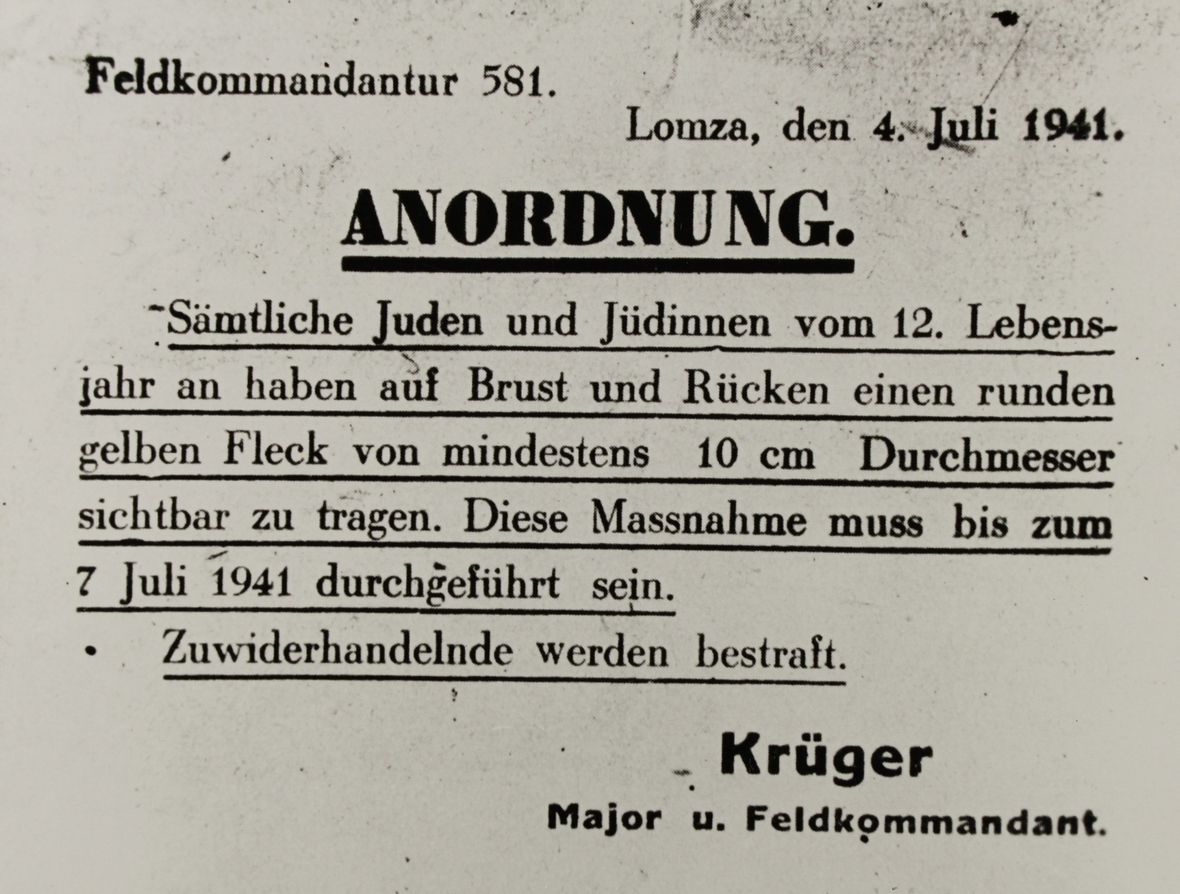 Feldkommandantur 581.
Lomza, den 4. Juli 1941.
ANORDNUNG.
Sämtliche Juden und Jüdinnen vom 12. Lebens-
jahr an haben auf Brust und Rücken einen runden
gelben Fleck von mindestens 10 cm Durchmesser
sichtbar zu tragen. Diese Massnahme muss bis zum
7 Juli 1941 durchgeführt sein.
Zuwiderhandelnde werden bestraft.
Krüger
Major u. Feldkommandant.